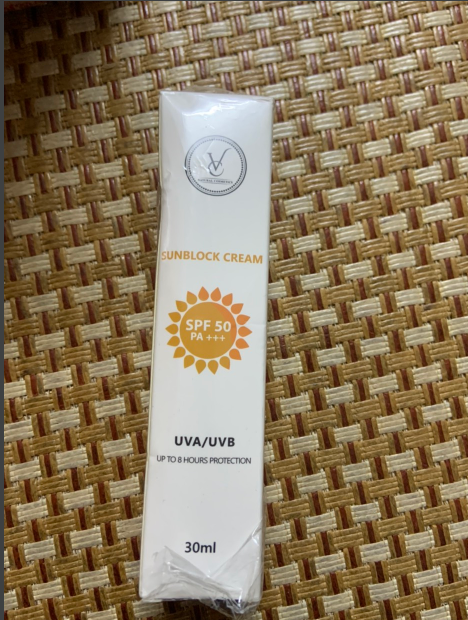 SUNBLOCK CREAM
SPF 50
PA +++
UVA/UVB
UP TO 8 HOURS PROTECTION
30ml